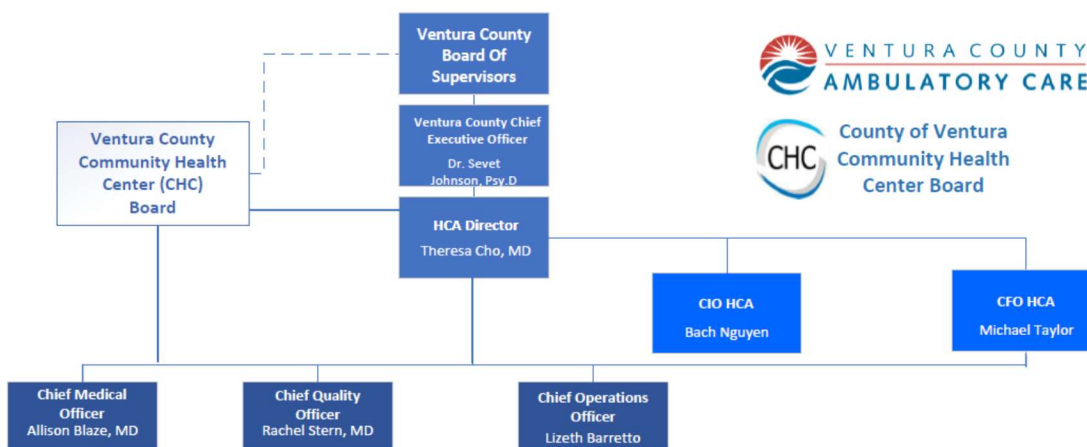 Ventura County
Board Of
Supervisors
VENTURA COUNTY
AMBULATORY CARE
Ventura County Chief
Executive Officer
Dr. Sevet
Johnson, Psy.D
Ventura County
Community Health
Center (CHC)
Board
CHC
County of Ventura
Community Health
Center Board
HCA Director
Theresa Cho, MD
CIO HCA
Bach Nguyen
CFO HCA
Michael Taylor
Chief Medical
Officer
Allison Blaze, MD
Chief Quality
Officer
Rachel Stern, MD
Chief Operations
Officer
Lizeth Barretto